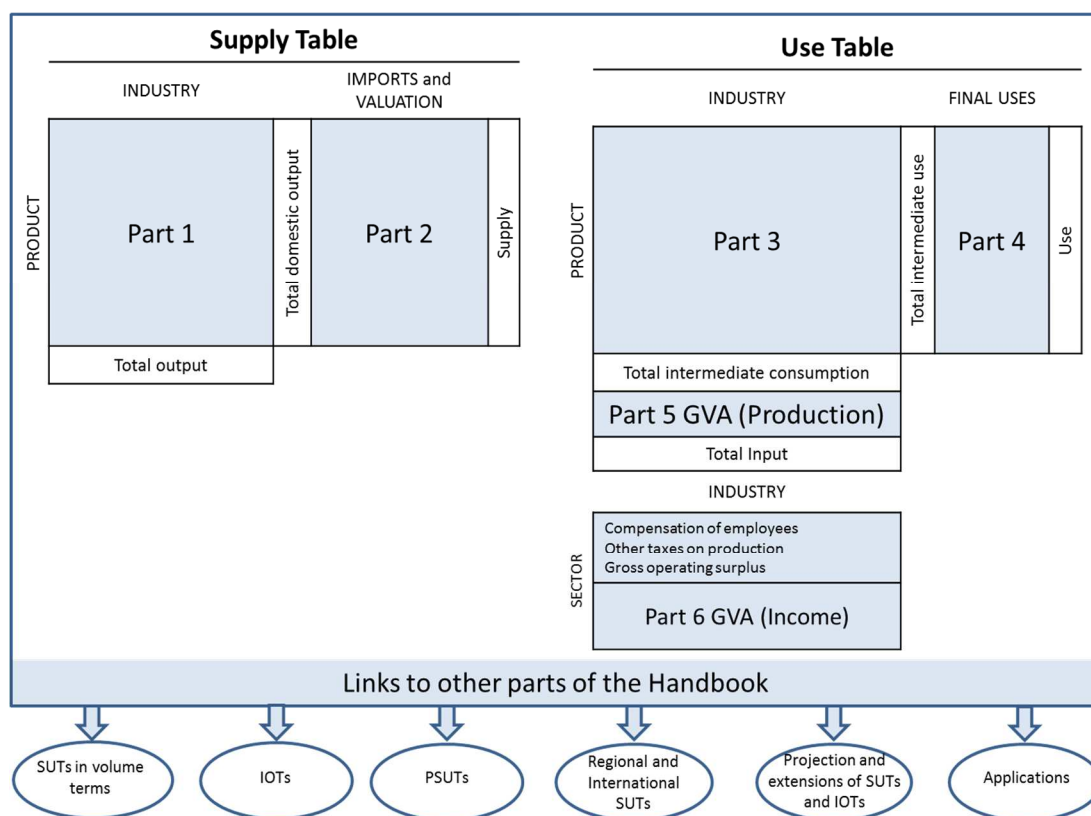 Supply Table
INDUSTRY
IMPORTS and
VALUATION
PRODUCT
Part 1
Total domestic output
Part 2
Supply
Total output
Use Table
INDUSTRY
FINAL USES
PRODUCT
Part 3
Total intermediate use
Part 4
Use
Total intermediate consumption
Part 5 GVA (Production)
Total Input
INDUSTRY
SECTOR
Compensation of employees
Other taxes on production
Gross operating surplus
Part 6 GVA (Income)
Links to other parts of the Handbook
SUTs in volume
terms
IOTs
PSUTs
Regional and
International
SUTs
Projection and
extensions of SUTs
and IOTs
Applications